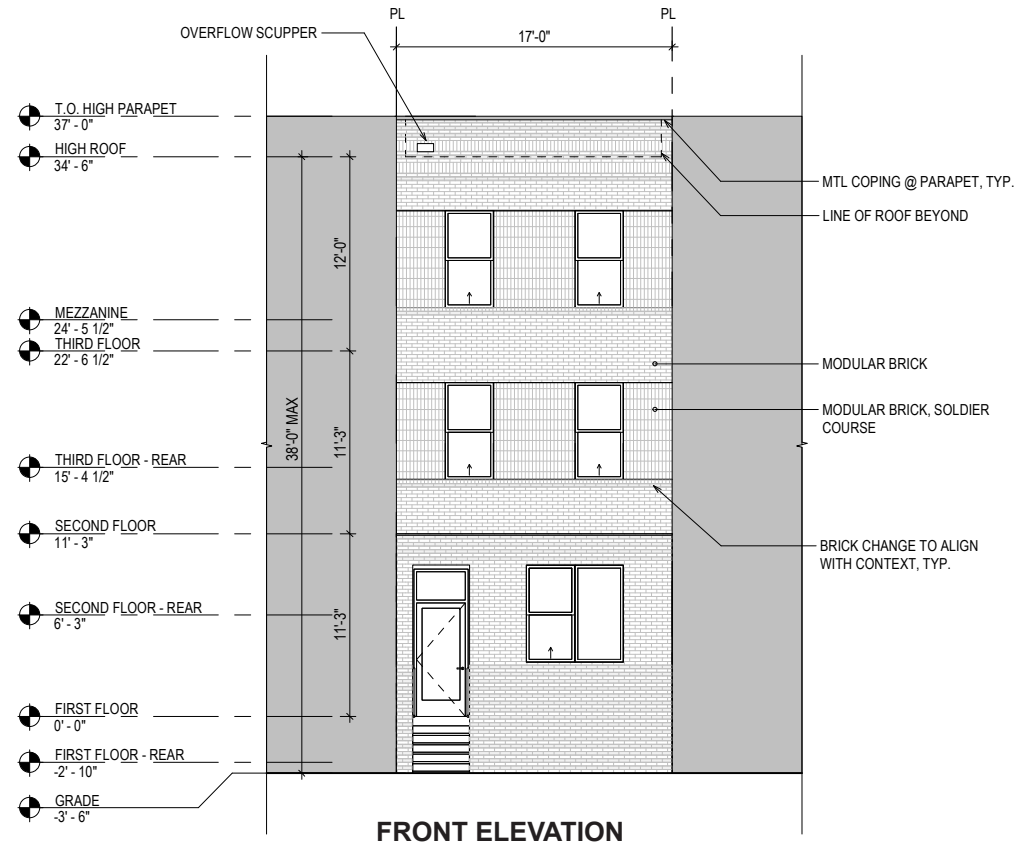 PL
PL
OVERFLOW SCUPPER
17'-0"
T.O. HIGH PARAPET
37' - 0"
HIGH ROOF
34' - 6"
MTL COPING @ PARAPET, TYP.
LINE OF ROOF BEYOND
12'-0"
MEZZANINE
24' - 5 1/2"
THIRD FLOOR
22' - 6 1/2"
MODULAR BRICK
MODULAR BRICK, SOLDIER
COURSE
38'-0" MAX
11'-3"
THIRD FLOOR - REAR
15' - 4 1/2"
SECOND FLOOR
11' - 3"
BRICK CHANGE TO ALIGN
WITH CONTEXT, TYP.
SECOND FLOOR - REAR
6' - 3"
11'-3"
FIRST FLOOR
0' - 0"
FIRST FLOOR - REAR
-2' - 10"
GRADE
-3' - 6"
FRONT ELEVATION